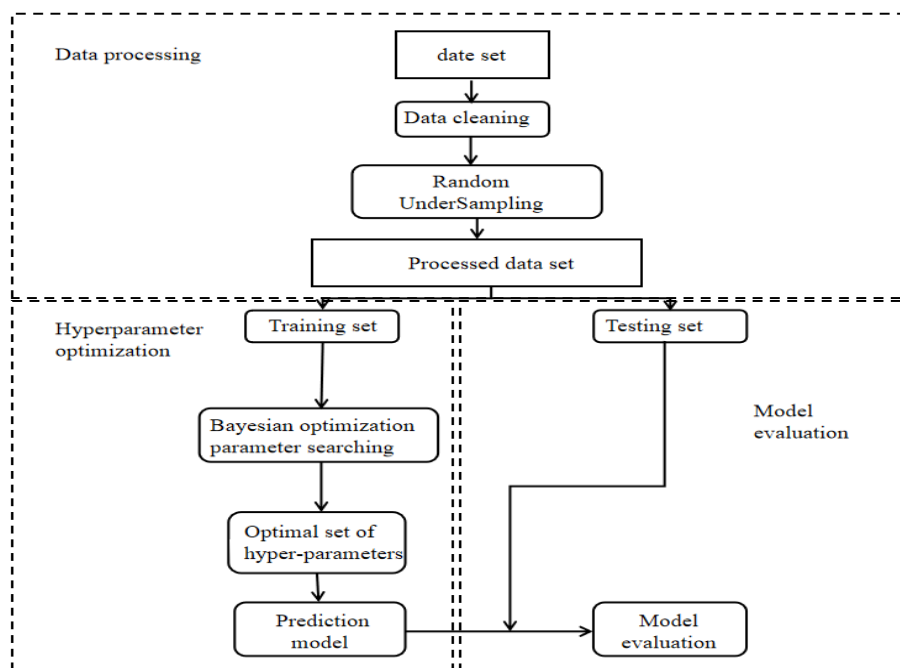 Data processing
date set
Data cleaning
Random
UnderSampling
Processed data set
Hyperparameter
optimization
Training set
Testing set
Bayesian optimization
parameter searching
Model
evaluation
Optimal set of
hyper-parameters
Prediction
model
Model
evaluation